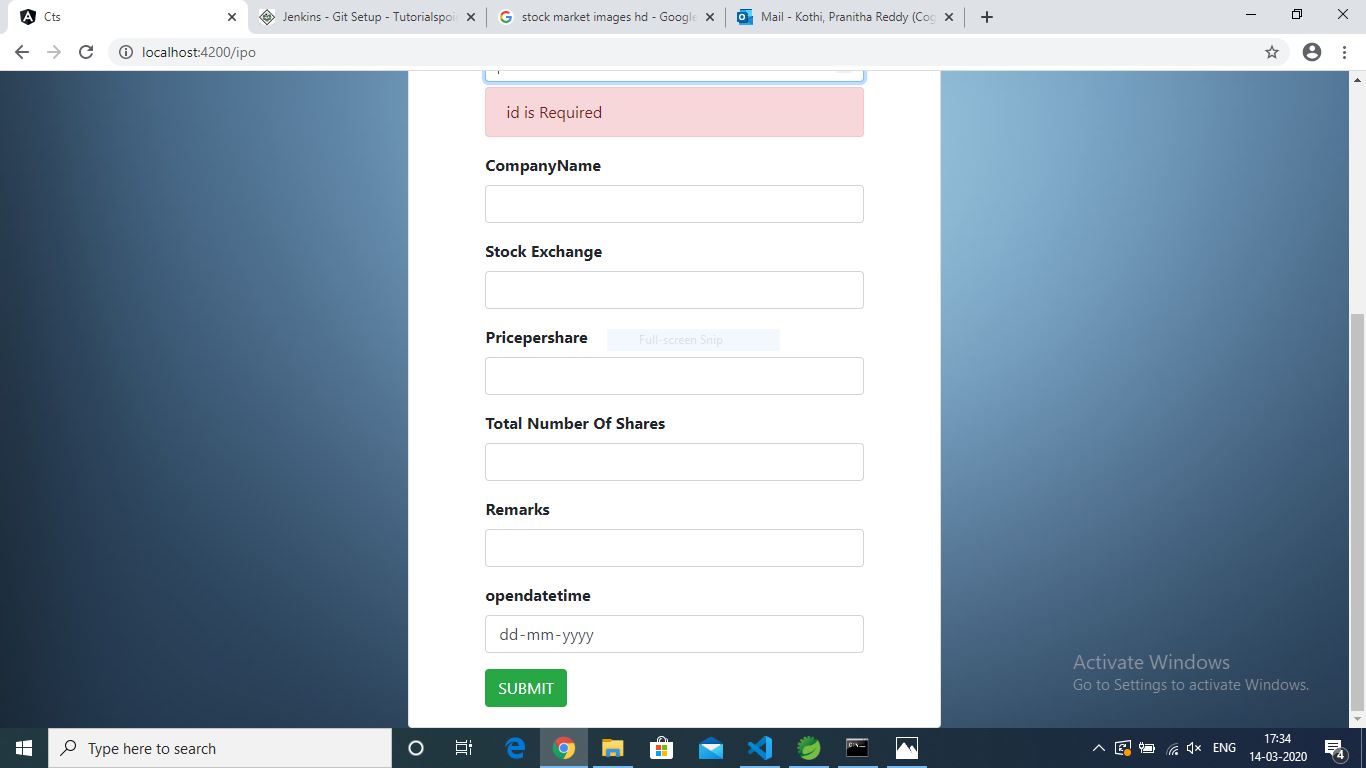 Cts
Jenkins - Git Setup - Tutorialspoi
stock market images hd - Google
Mail - Kothi, Pranitha Reddy (Cog
localhost:4200/ipo
id is Required
CompanyName
Stock Exchange
Pricepershare
Full-screen Snip
Total Number Of Shares
Remarks
opendatetime
dd-mm-yyyy
SUBMIT
Activate Windows
Go to Settings to activate Windows.
Type here to search
ENG
17:34
14-03-2020
4